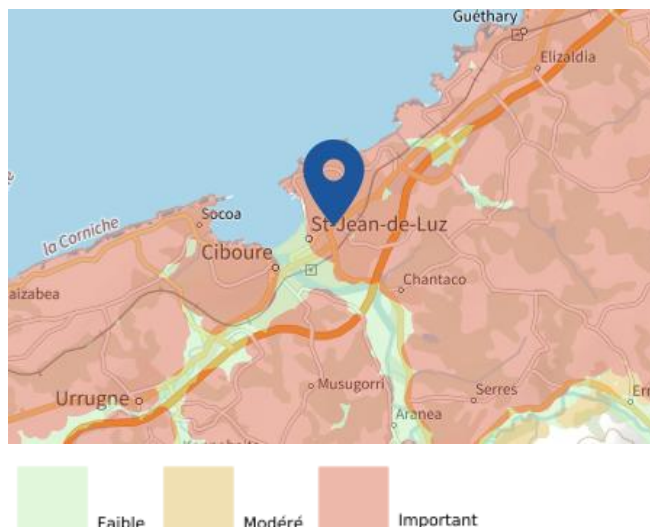 Guéthary
Elizaldia
Socoa
la Corniche
St-Jean-de-Luz
Ciboure
aizabea
Chantaco
Musugorri
Urrugne
Serres
Aranea
Faible
Modéré
Important